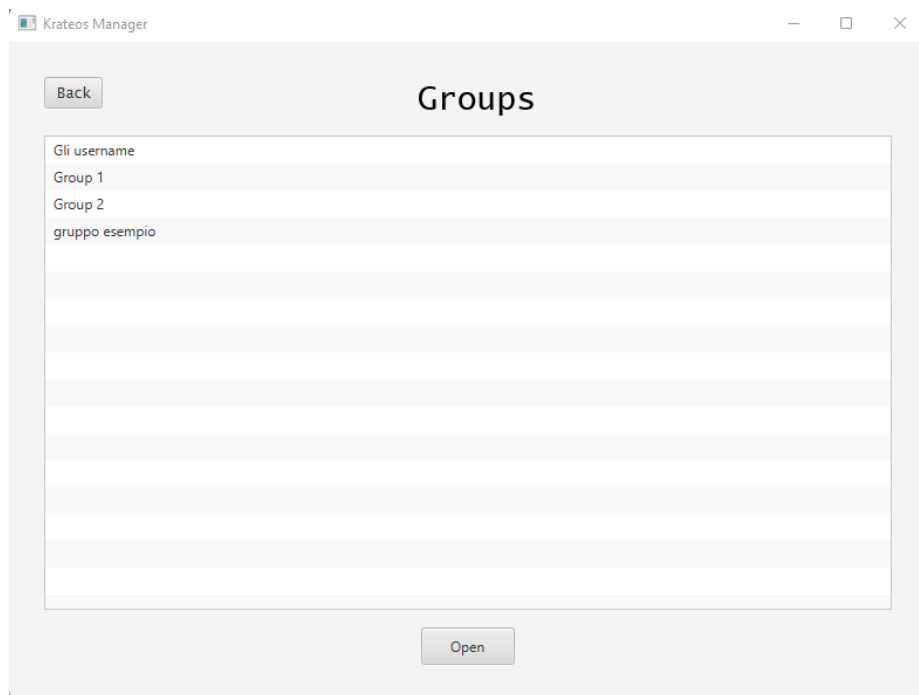 Krateos Manager
Back
Groups
Gli username
Group 1
Group 2
gruppo esempio
Open